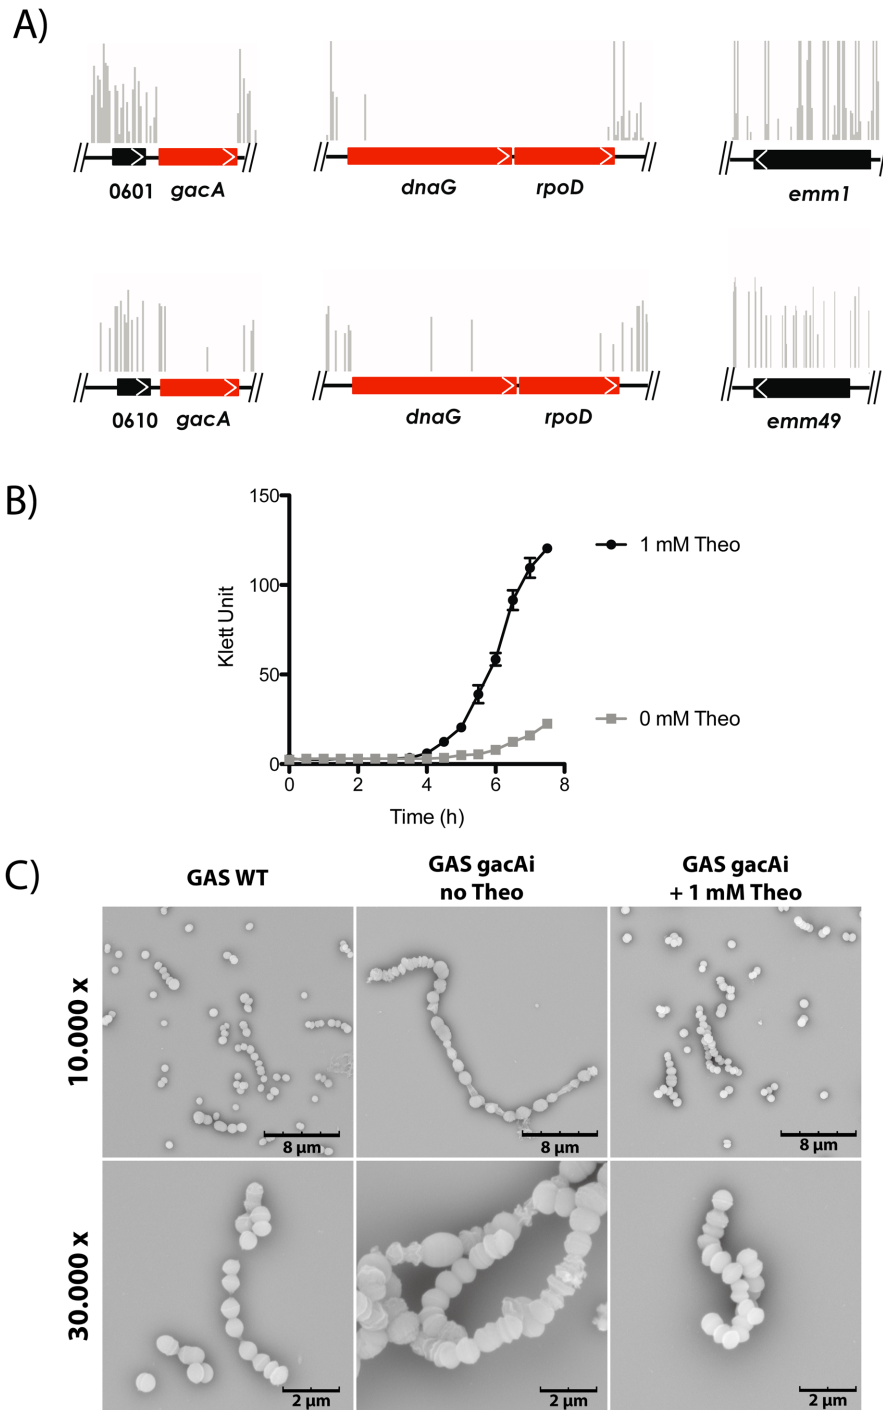 A)
0601 gacA
dnaG rpoD
emm1
0610 gacA
dnaG rpoD
emm49
B)
150
100
50
0
Klett Unit
0 2 4 6 8
Time (h)
1 mM Theo
0 mM Theo
C)
GAS WT
GAS gacAi
no Theo
GAS gacAi
+ 1 mM Theo
10.000 x
8 µm
8 µm
8 µm
30.000 x
2 µm
2 µm
2 µm